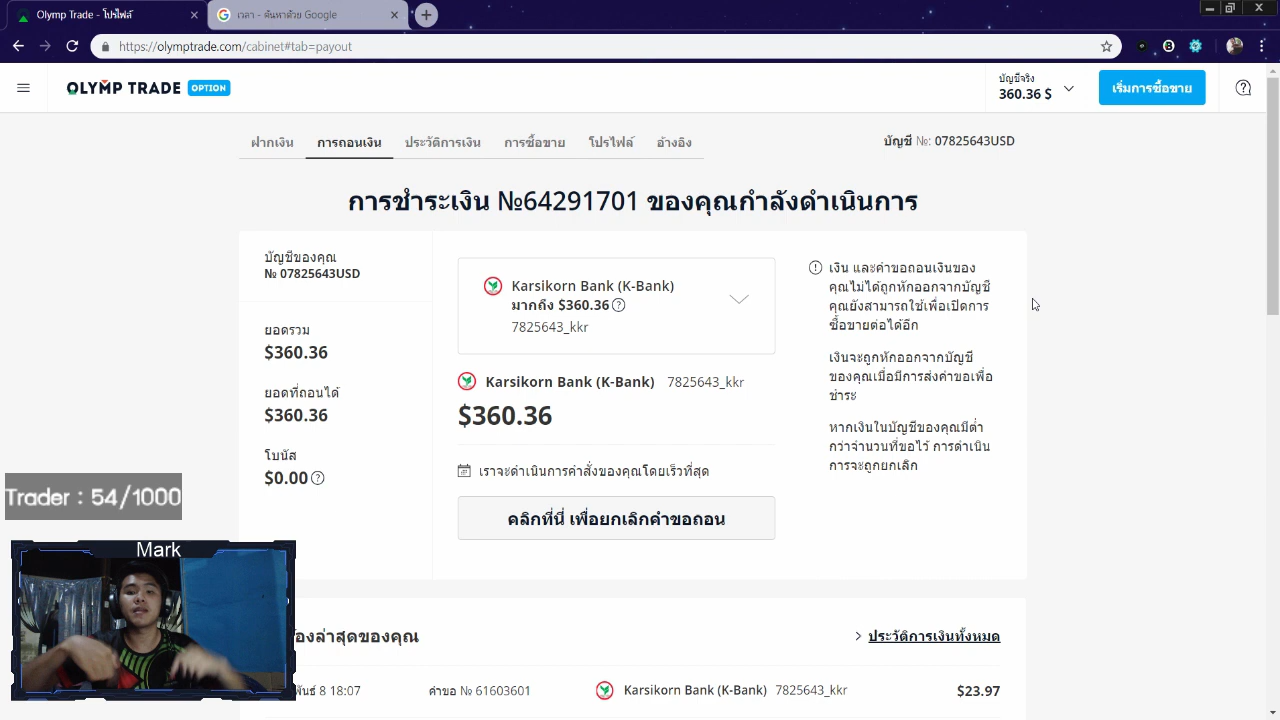 Olymp Trade - โปรไฟล์
เวลา - ค้นหาด้วย Google
https://olymptrade.com/cabinet#tab=payout
OLYMP TRADE OPTION
บัญชีจริง
360.36 $
เริ่มการซื้อขาย
ฝากเงิน การถอนเงิน ประวัติการเงิน การซื้อขาย โปรไฟล์ อ้างอิง
บัญชี №: 07825643USD
การชำระเงิน №64291701 ของคุณกำลังดำเนินการ
บัญชีของคุณ
№ 07825643USD
ยอดรวม
$360.36
ยอดที่ถอนได้
$360.36
โบนัส
$0.00
Karsikorn Bank (K-Bank)
มากถึง $360.36
7825643_kkr
Karsikorn Bank (K-Bank) 7825643_kkr
$360.36
เราจะดำเนินการคำสั่งของคุณโดยเร็วที่สุด
คลิกที่นี่ เพื่อยกเลิกคำขอถอน
เงิน และคำขอถอนเงินของ
คุณไม่ได้ถูกหักออกจากบัญชี
คุณยังสามารถใช้เพื่อเปิดการ
ซื้อขายต่อได้อีก
เงินจะถูกหักออกจากบัญชี
ของคุณเมื่อมีการส่งคำขอเพื่อ
ชำระ
หากเงินในบัญชีของคุณมีต่ำ
กว่าจำนวนที่ขอไว้ การดำเนิน
การจะถูกยกเลิก
Trader : 54/1000
Mark
ล่าสุดของคุณ
ประวัติการเงินทั้งหมด
8 18:07 คำขอ № 61603601 Karsikorn Bank (K-Bank) 7825643_kkr $23.97